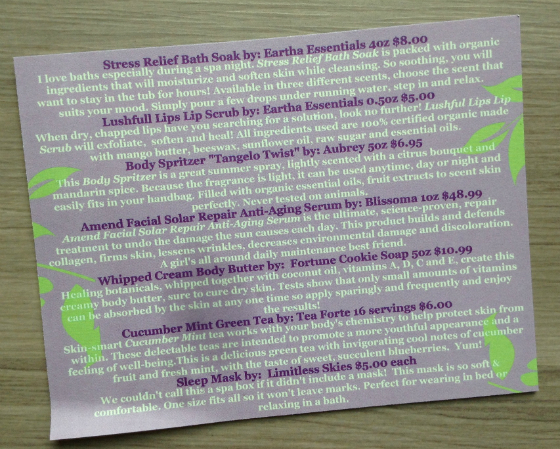 Stress Relief Bath Soak by: Eartha Essentials 4oz $8.00
I love baths especially during a spa night. Stress Relief Bath Soak is packed with organic
ingredients that will moisturize and soften skin while cleansing. So soothing, you will
want to stay in the tub for hours! Available in three different scents, choose the scent that
suits your mood. Simply pour a few drops under running water, step in and relax.
Lushfull Lips Lip Scrub by: Eartha Essentials 0.5oz $5.00
When dry, chapped lips have you searching for a solution, look no further! Lushful Lips Lip
Scrub will exfoliate, soften and heal! All ingredients used are 100% certified organic made
with mango butter, beeswax, sunflower oil, raw sugar and essential oils.
Body Spritzer "Tangelo Twist" by: Aubrey 5oz $6.95
This Body Spritzer is a great summer spray, lightly scented with a citrus bouquet and
mandarin spice. Because the fragrance is light, it can be used anytime, day or night and
easily fits in your handbag. Filled with organic essential oils, fruit extracts to scent skin
perfectly. Never tested on animals.
Amend Facial Solar Repair Anti-Aging Serum by: Blissoma 1oz $48.99
Amend Facial Solar Repair Anti-Aging Serum is the ultimate, science-proven, repair
treatment to undo the damage the sun causes each day. This product builds and defends
collagen, firms skin, lessons wrinkles, decreases environmental damage and discoloration.
A girl's all around daily maintenance best friend.
Whipped Cream Body Butter by: Fortune Cookie Soap 5oz $10.99
Healing botanicals, whipped together with coconut oil, vitamins A, D, C and E, create this
creamy body butter, sure to cure dry skin. Tests show that only small amounts of vitamins
can be absorbed by the skin at any one time so apply sparingly and frequently and enjoy
the results!
Cucumber Mint Green Tea by: Tea Forte 16 servings $6.00
Skin-smart Cucumber Mint tea works with your body's chemistry to help protect skin from
within. These delectable teas are intended to promote a more youthful appearance and a
feeling of well-being. This is a delicious green tea with invigorating cool notes of cucumber
fruit and fresh mint, with the taste of sweet, succulent blueberries. Yum!
Sleep Mask by: Limitless Skies $5.00 each
We couldn't call this a spa box if it didn't include a mask! This mask is so soft &
comfortable. One size fits all so it won't leave marks. Perfect for wearing in bed or
relaxing in a bath.